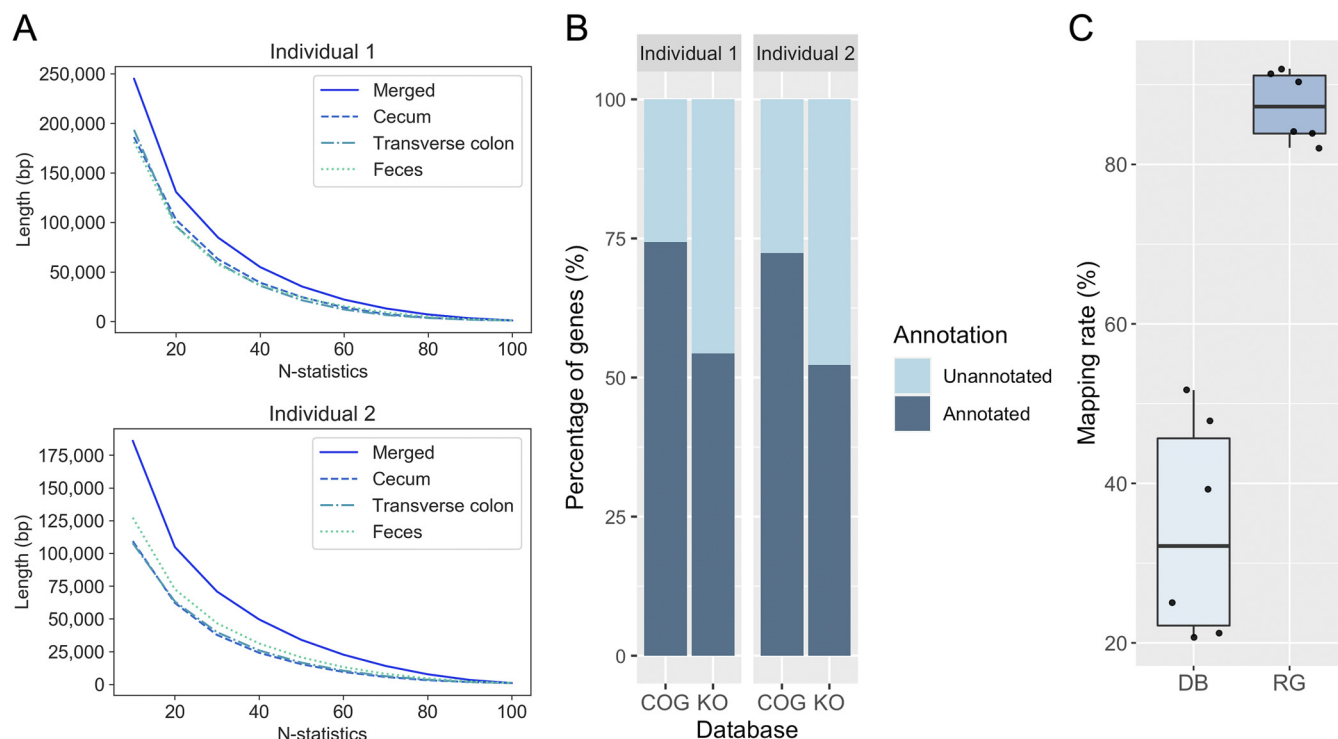 A
Individual 1
250,000
200,000
150,000
100,000
50,000
0
Length (bp)
20 40 60 80 100
N-statistics
Merged
Cecum
Transverse colon
Feces
Individual 2
175,000
150,000
125,000
100,000
75,000
50,000
25,000
0
Length (bp)
20 40 60 80 100
N-statistics
Merged
Cecum
Transverse colon
Feces
B
Individual 1 Individual 2
100
75
50
25
0
Percentage of genes (%)
COG KO COG KO
Database
Annotation
Unannotated
Annotated
C
80
60
40
20
Mapping rate (%)
DB RG